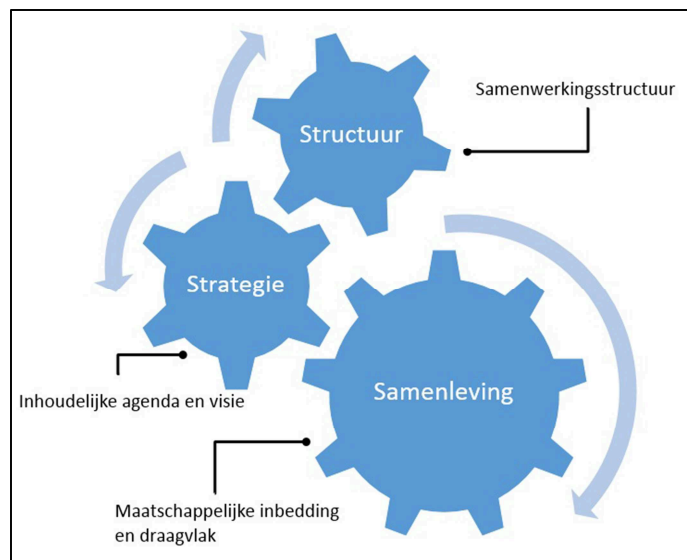 Samenwerkingsstructuur
Structuur
Strategie
Inhoudelijke agenda en visie
Samenleving
Maatschappelijke inbedding
en draagvlak